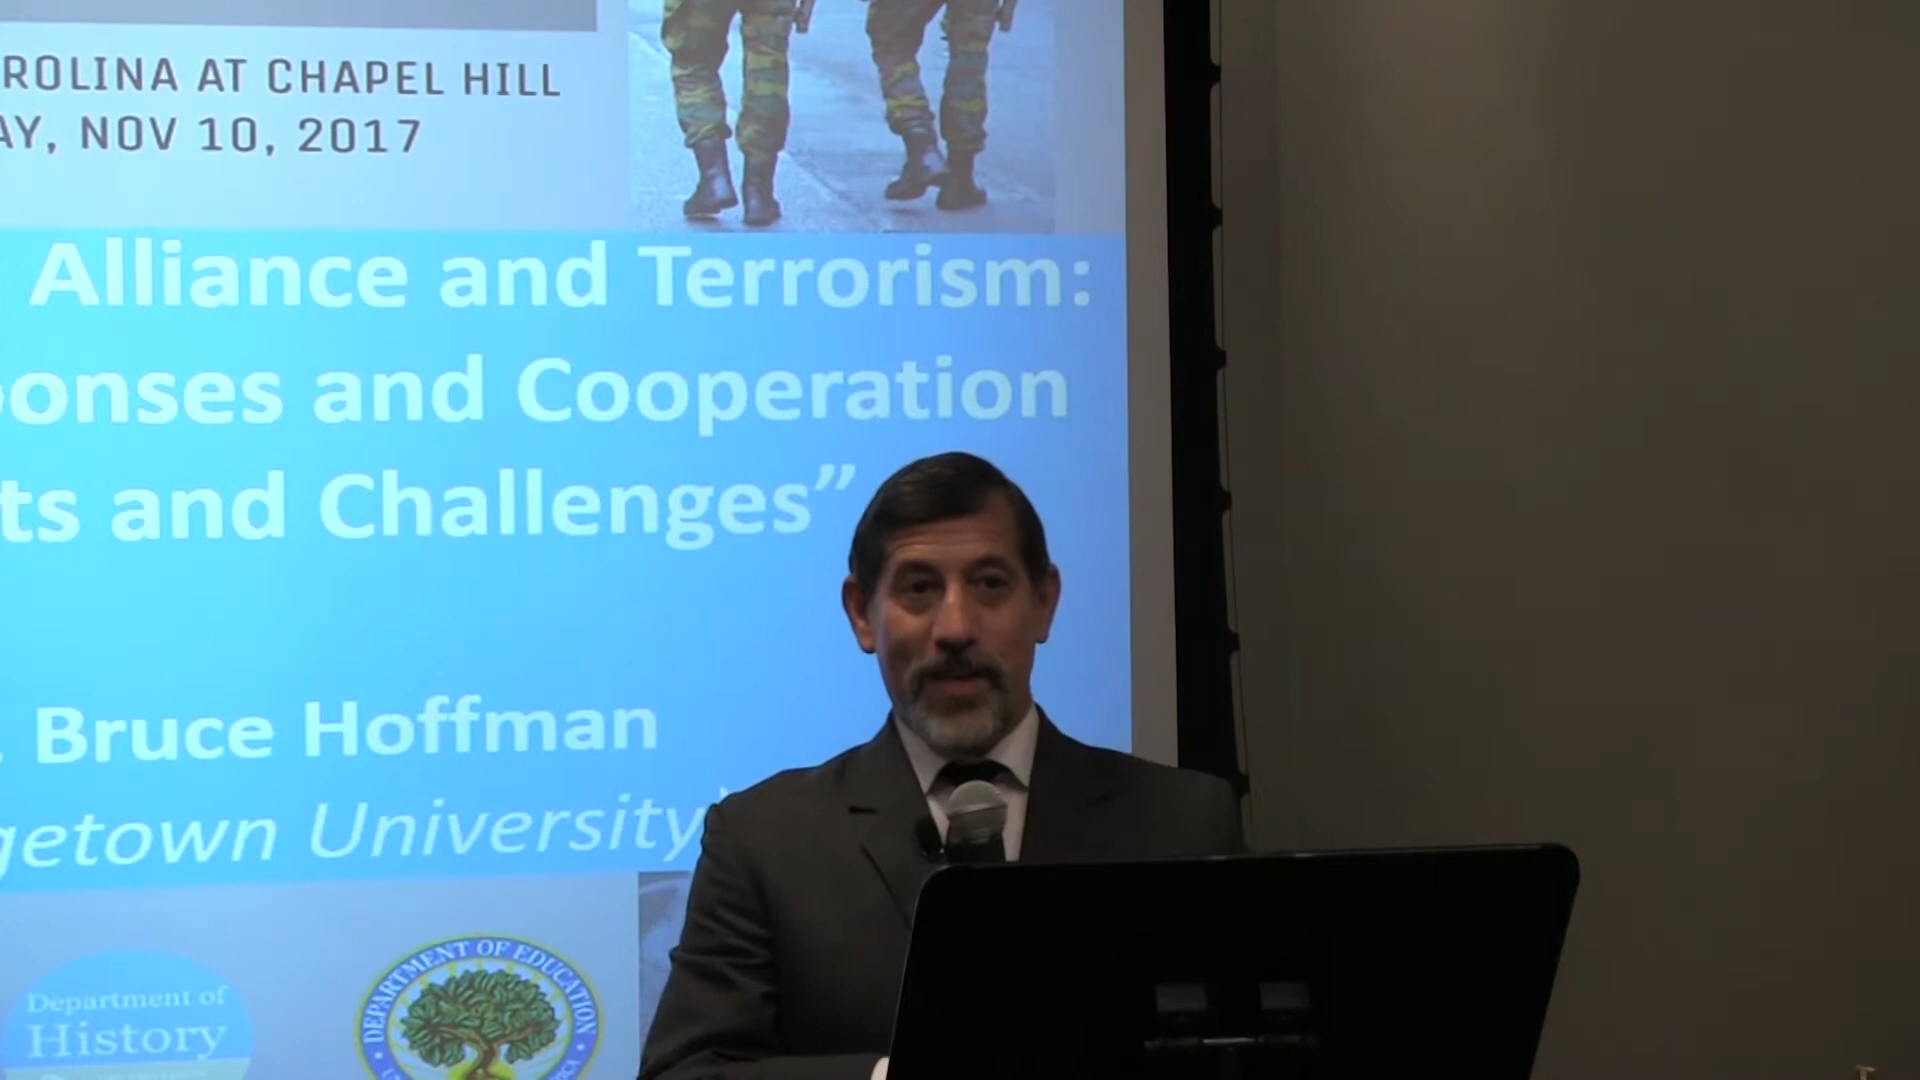 ROLINA AT CHAPEL HILL
AY, NOV 10, 2017
Alliance and Terrorism:
ponses and Cooperation
ts and Challenges”
. Bruce Hoffman
getown University
Department of
History
DEPARTMENT OF EDUCATION